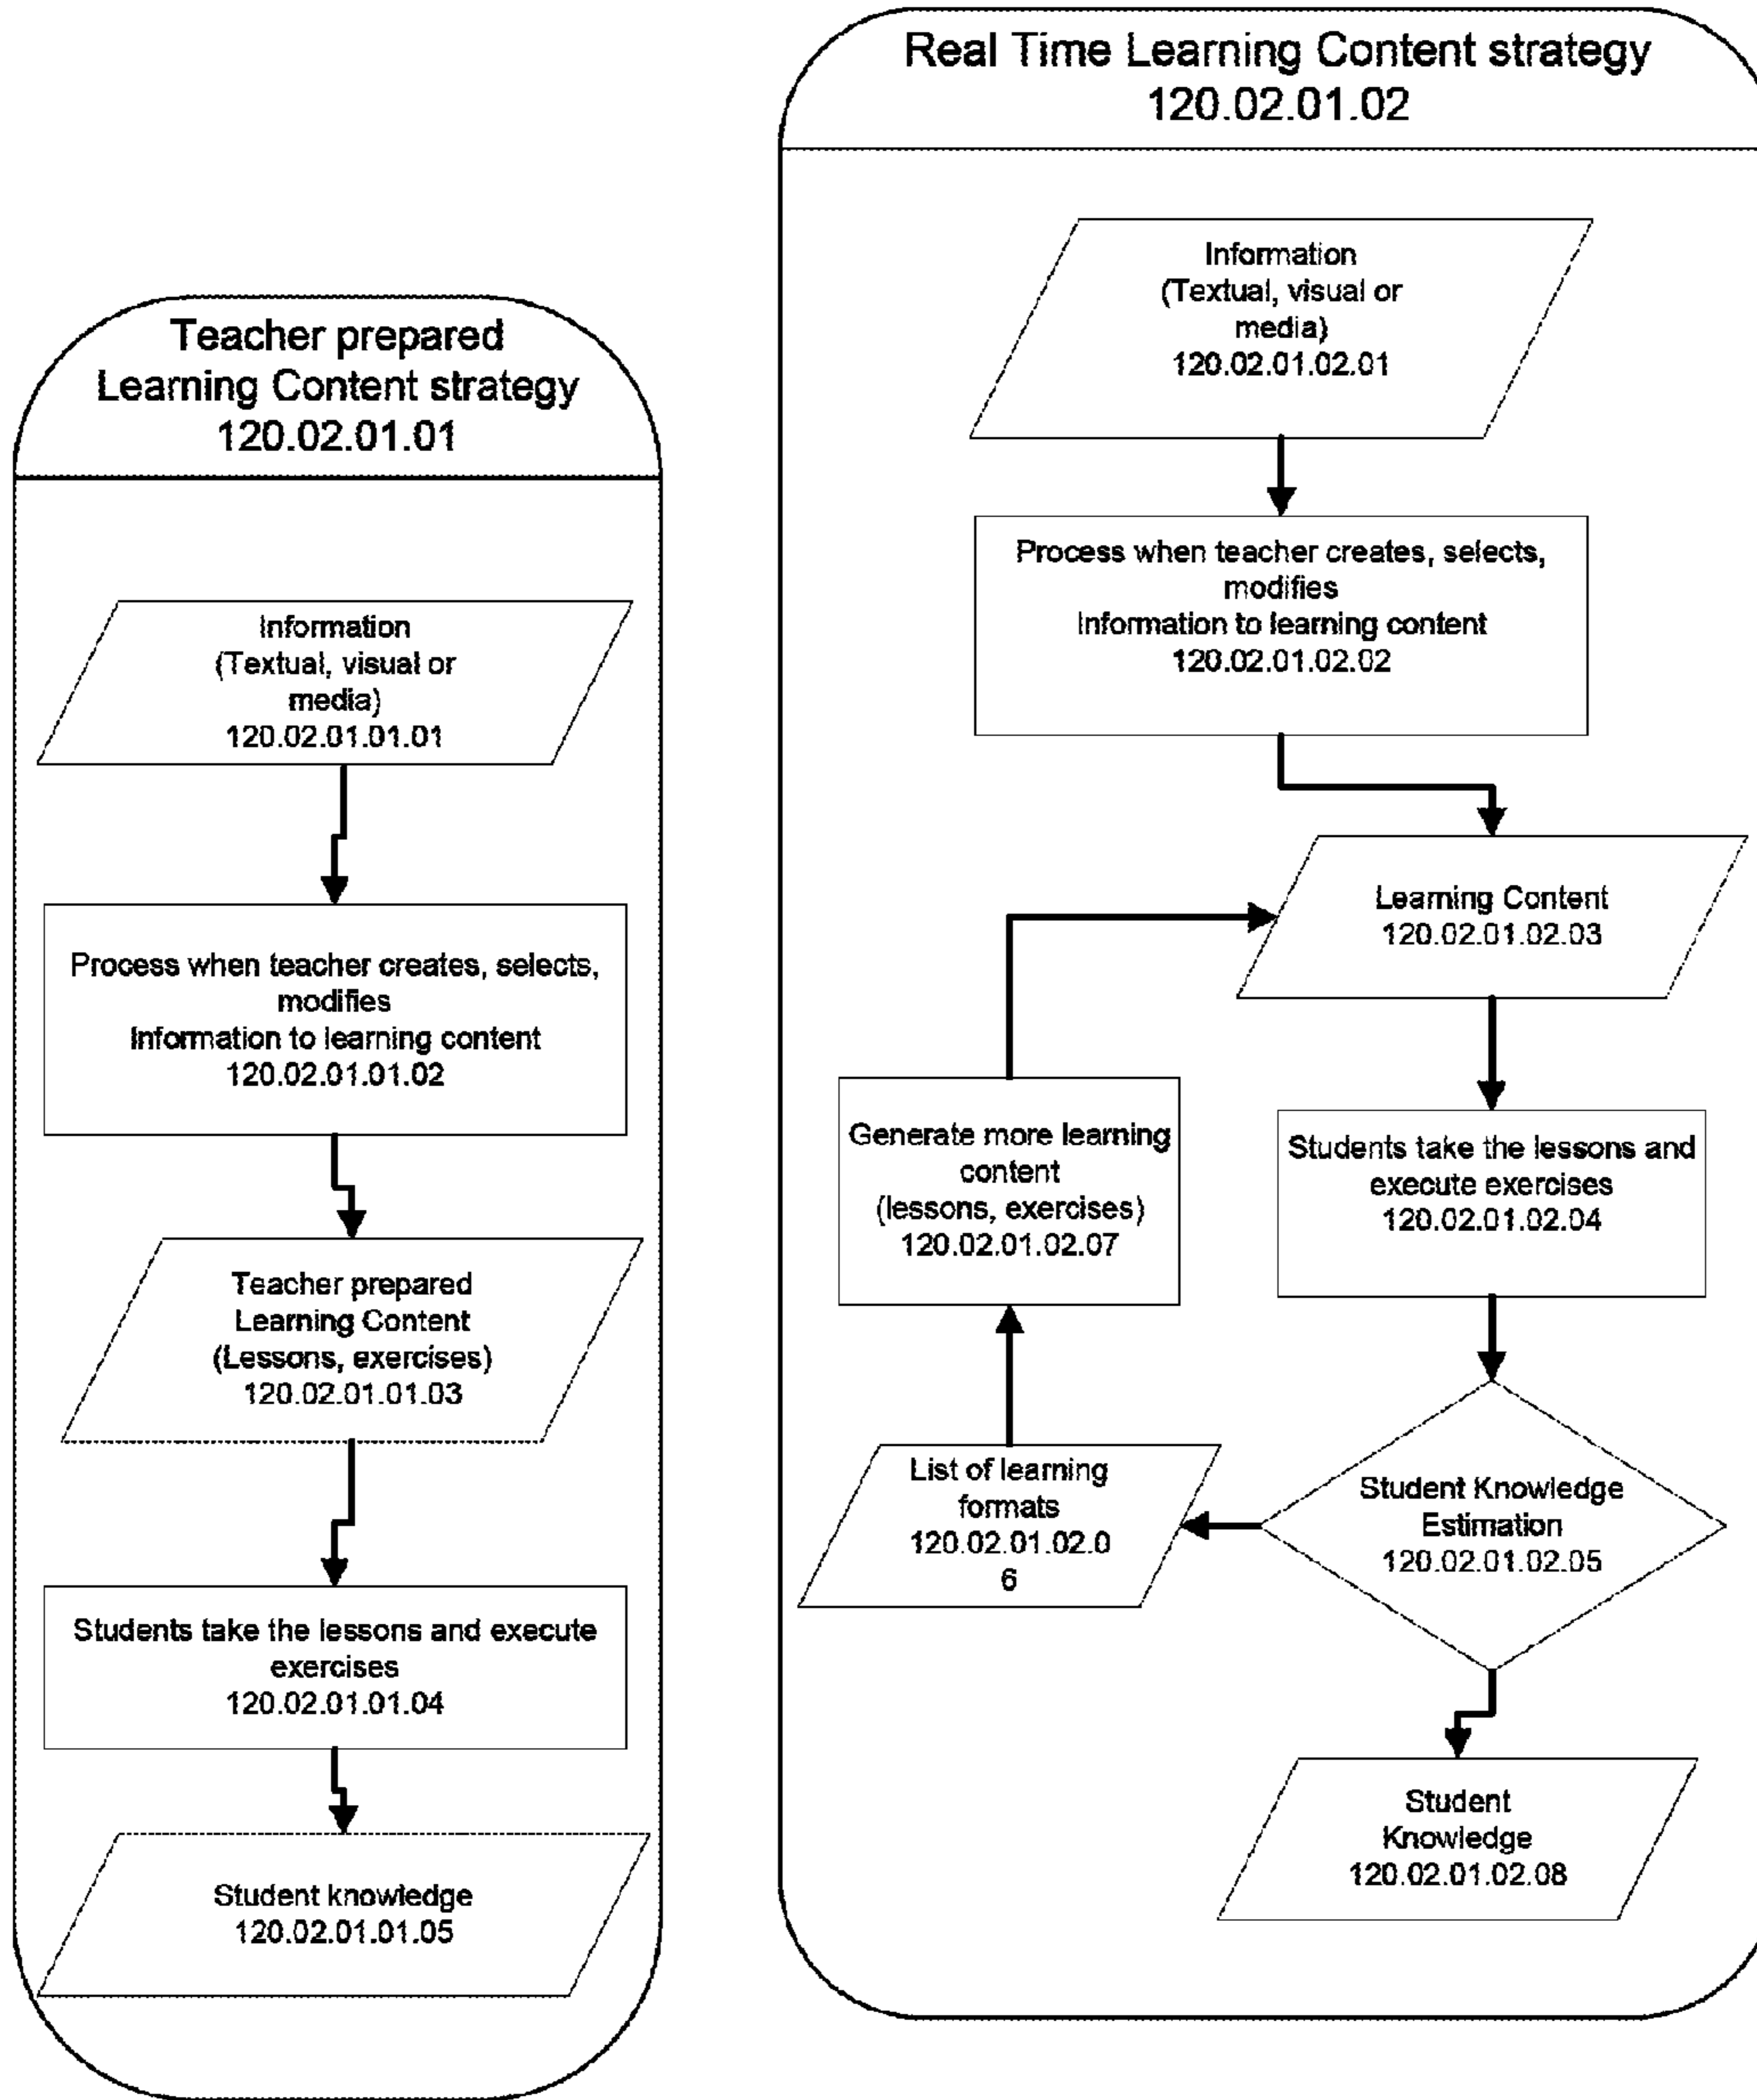 Teacher prepared
Learning Content strategy
120.02.01.01
Information
(Textual, visual or
media)
120.02.01.01.01
Process when teacher creates, selects,
modifies
Information to learning content
120.02.01.01.02
Teacher prepared
Learning Content
(Lessons, exercises)
120.02.01.01.03
Students take the lessons and execute
exercises
120.02.01.01.04
Student knowledge
120.02.01.01.05
Real Time Learning Content strategy
120.02.01.02
Information
(Textual, visual or
media)
120.02.01.02.01
Process when teacher creates, selects,
modifies
Information to learning content
120.02.01.02.02
Learning Content
120.02.01.02.03
Students take the lessons and
execute exercises
120.02.01.02.04
Student Knowledge
Estimation
120.02.01.02.05
List of learning
formats
120.02.01.02.0
6
Generate more learning
content
(lessons, exercises)
120.02.01.02.07
Student
Knowledge
120.02.01.02.08